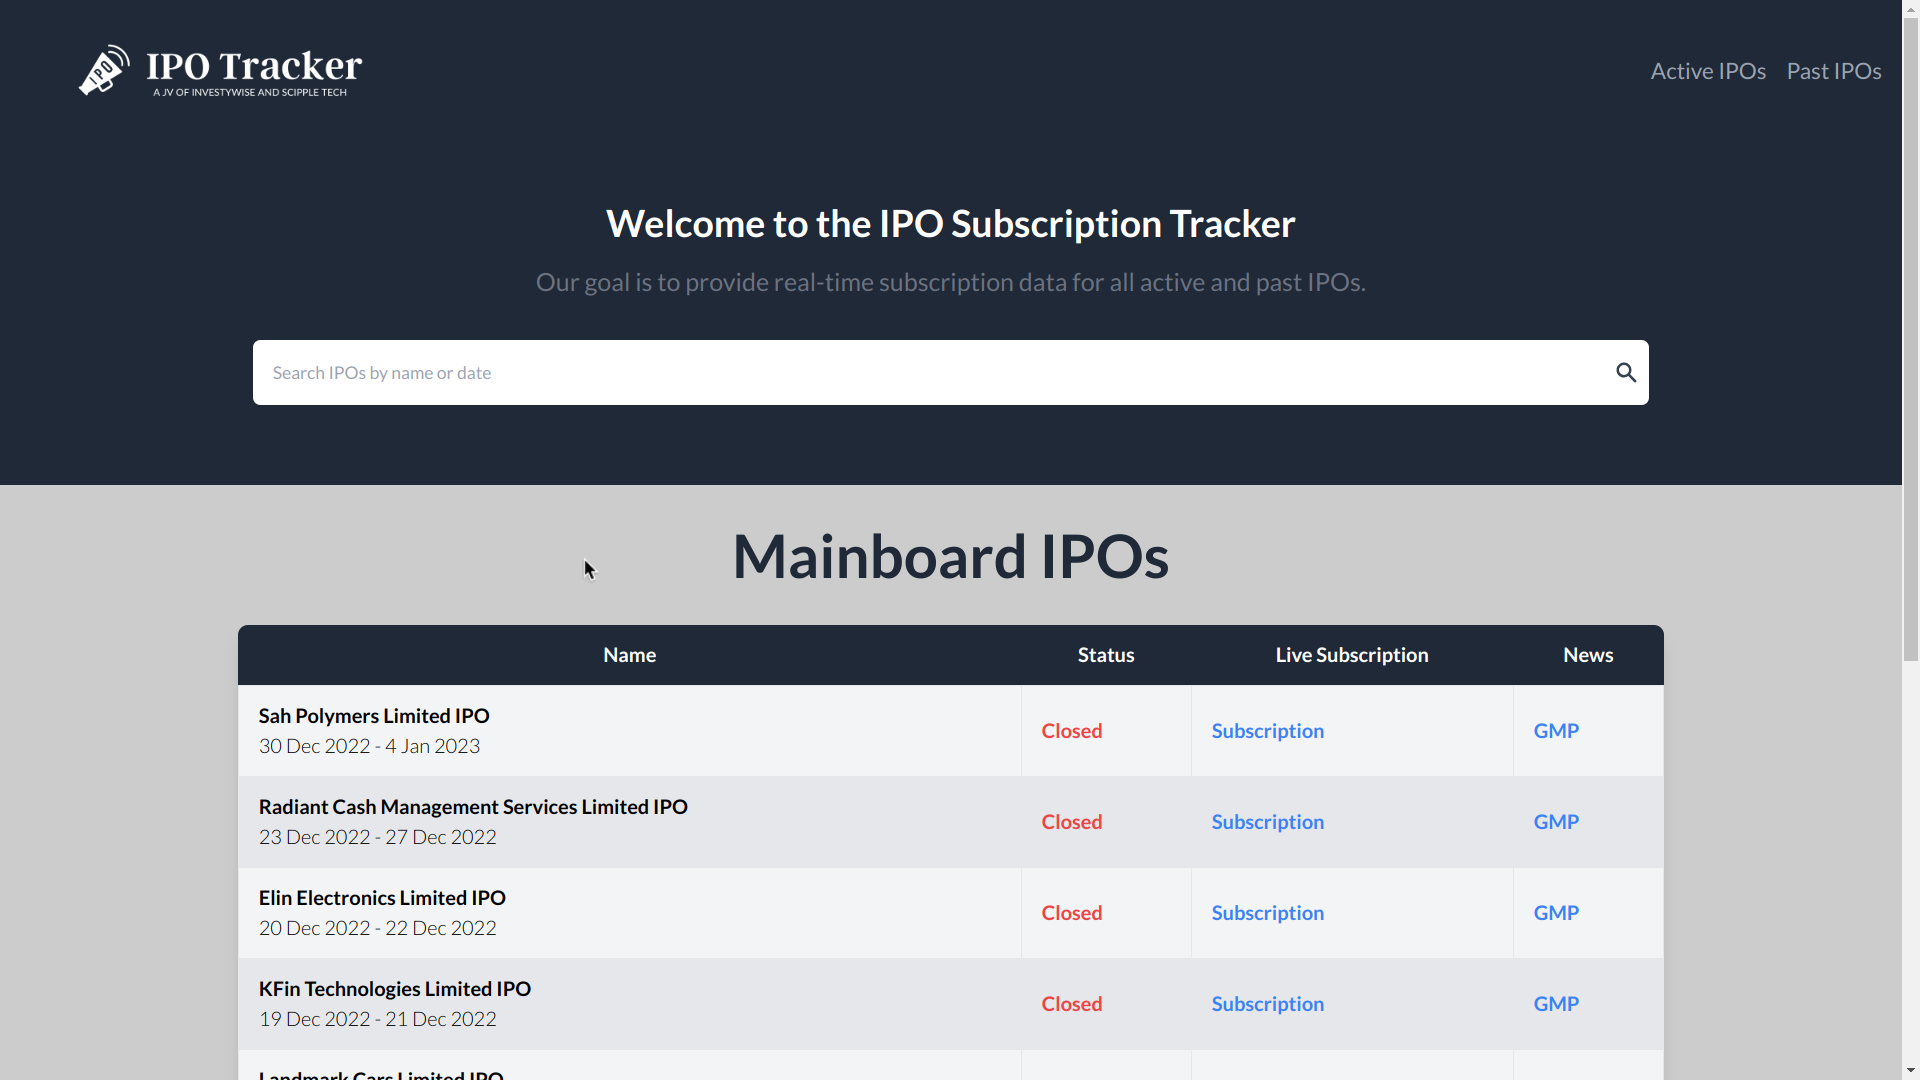 IPO
IPO Tracker
A JV OF INVESTYWISE AND SCIPPLE TECH
Active IPOs Past IPOs
Welcome to the IPO Subscription Tracker
Our goal is to provide real-time subscription data for all active and past IPOs.
Search IPOs by name or date
Mainboard IPOs
Name Status Live Subscription News
Sah Polymers Limited IPO
30 Dec 2022 - 4 Jan 2023
Closed Subscription GMP
Radiant Cash Management Services Limited IPO
23 Dec 2022 - 27 Dec 2022
Closed Subscription GMP
Elin Electronics Limited IPO
20 Dec 2022 - 22 Dec 2022
Closed Subscription GMP
KFin Technologies Limited IPO
19 Dec 2022 - 21 Dec 2022
Closed Subscription GMP
Landmark Cars Limited IPO